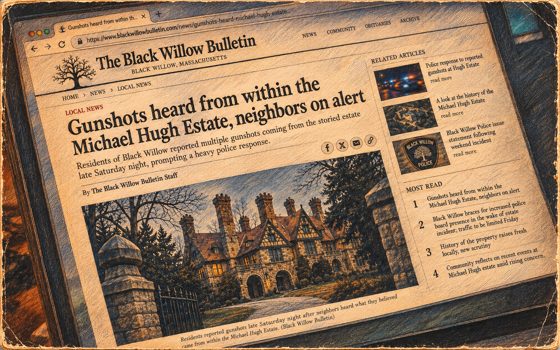 Gunshots heard from within th...
https://www.blackwillowbulletin.com/news/gunshots-heard-michael-hugh-estate
The Black Willow Bulletin
BLACK WILLOW, MASSACHUSETTS
NEWS COMMUNITY OBITUARIES ARCHIVE
HOME > NEWS > LOCAL NEWS
LOCAL NEWS
Gunshots heard from within the
Michael Hugh Estate, neighbors on alert
Residents of Black Willow reported multiple gunshots coming from the storied estate
late Saturday night, prompting a heavy police response.
By The Black Willow Bulletin Staff
Residents reported gunshots late Saturday night after neighbors heard what they believed
came from within the Michael Hugh Estate. (Black Willow Bulletin)
RELATED ARTICLES
Police response to reported
gunshots at Hugh Estate
read more
A look at the history of the
Michael Hugh Estate
read more
BLACK WILLOW
POLICE
Black Willow Police issue
statement following
weekend incident
read more
MOST READ
1 Gunshots heard from within the
Michael Hugh Estate, neighbors on alert
2 Black Willow braces for increased police
board presence in the wake of estate
incident; traffic to be limited Friday
3 History of the property raises fresh
locally, new scrutiny
4 Community reflects on recent events at
Michael Hugh estate amid rising concern.